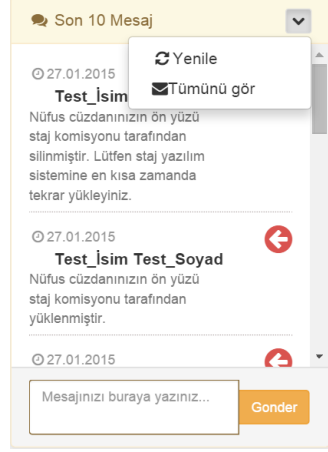 Son 10 Mesaj
Yenile
Tümünü gör
27.01.2015
Test_İsim
Nüfus cüzdanınızın ön yüzü
staj komisyonu tarafından
silinmiştir. Lütfen staj yazılım
sistemine en kısa zamanda
tekrar yükleyiniz.
27.01.2015
Test_İsim Test_Soyad
Nüfus cüzdanınızın ön yüzü
staj komisyonu tarafından
yüklenmiştir.
27.01.2015
Mesajınızı buraya yazınız...
Gonder